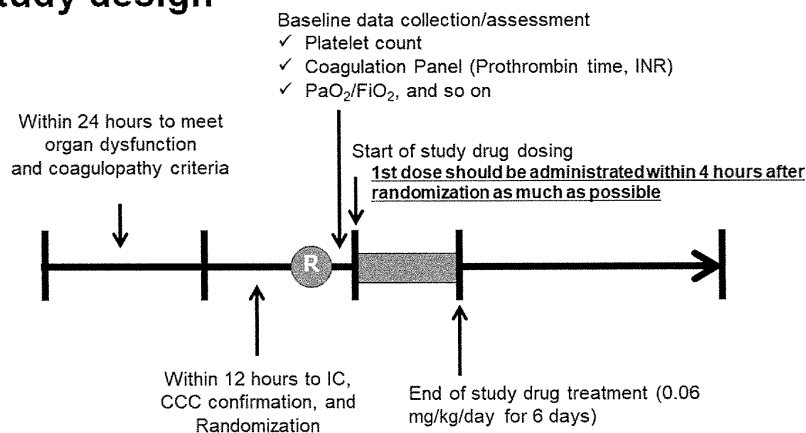 tudy design
Baseline data collection/assessment
✓ Platelet count
✓ Coagulation Panel (Prothrombin time, INR)
✓ PaO₂/FiO₂, and so on
Within 24 hours to meet
organ dysfunction
and coagulopathy criteria
Start of study drug dosing
1st dose should be administrated within 4 hours after
randomization as much as possible
R
Within 12 hours to IC,
CCC confirmation, and
Randomization
End of study drug treatment (0.06
mg/kg/day for 6 days)